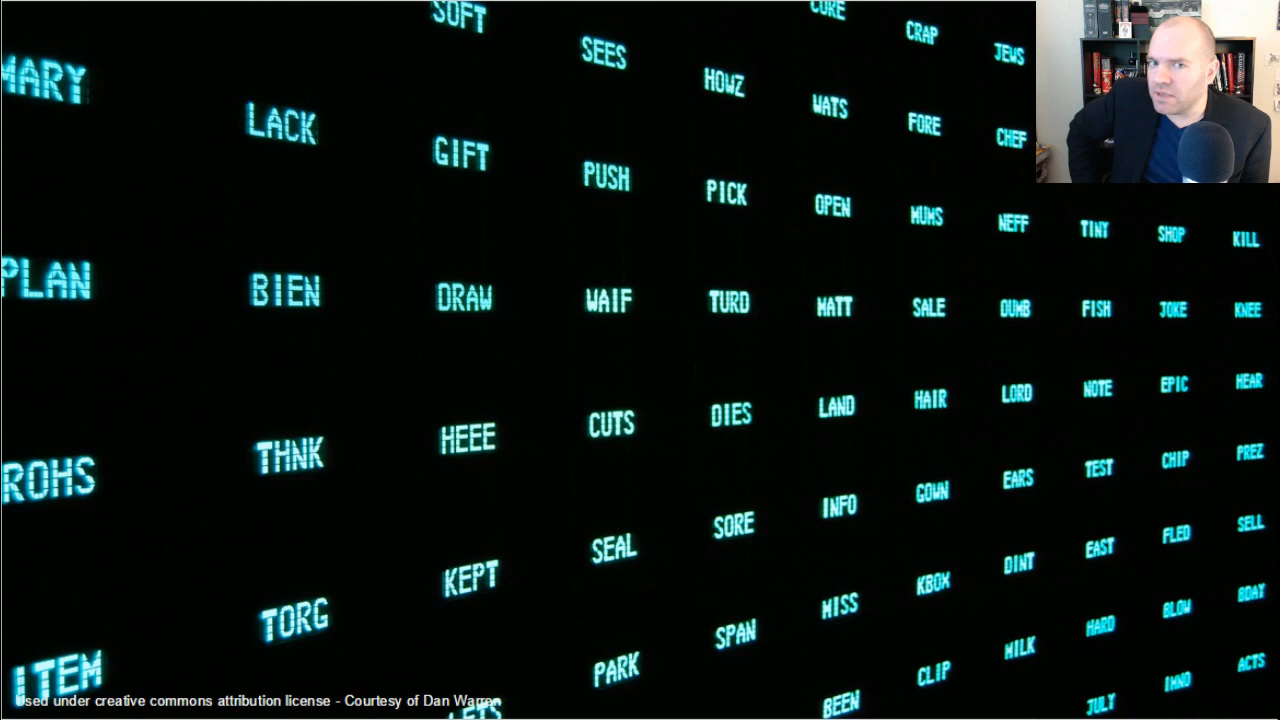 CORE CRAP JEWS
SOFT SEES HOWZ WATS FORE CHEF
MARY LACK GIFT PUSH PICK OPEN MUMS NEFF TINY SHOP KILL
PLAN BIEN DRAW WAIF TURD MATT SALE DUMB FISH JOKE KNEE
ROHS THNK HEEE CUTS DIES LAND HAIR LORD NOTE EPIC HEAR
ITEM TORG KEPT SEAL SORE INFO GOWN EARS TEST CHIP PREZ
LETS PARK SPAN MISS KBOX DINT EAST FLED SELL
BEEN CLIP MILK HARD BLOW BDAY
JULY ACTS
Used under creative commons attribution license - Courtesy of Dan Warren